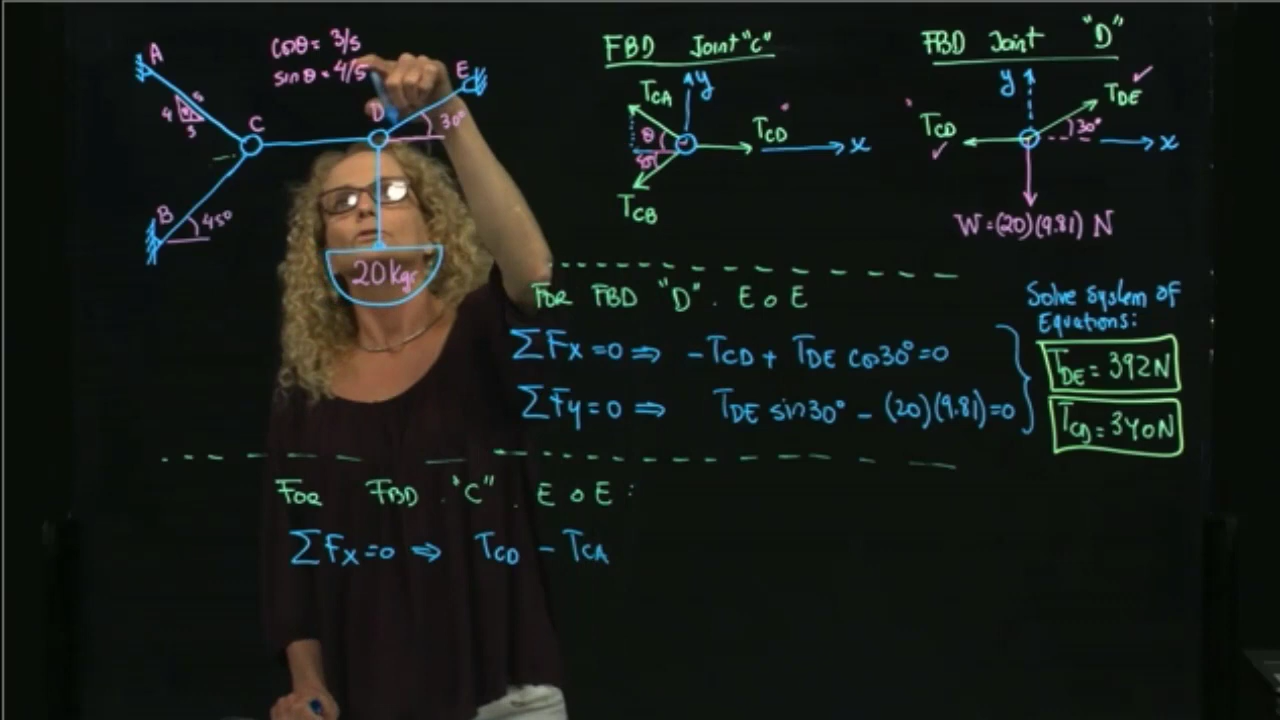 cosθ = 3/5
sinθ = 4/5
A
E
4 5
3
C
D
30°
B
45°
20 Kgr
FBD Joint "C"
y
TCA
θ
TCD
x
45°
TCB
FBD Joint "D"
y
TDE
TCD
30°
x
W=(20)(9.81) N
FOR FBD "D". E o E
ΣFx=0 ⇒ -TCD + TDE cos30°=0
ΣFy=0 ⇒ TDE sin30° - (20)(9.81)=0
Solve System of
Equations:
TDE = 392N
TCD = 340N
FOR FBD "C". E o E :
ΣFx=0 ⇒ TCD - TCA